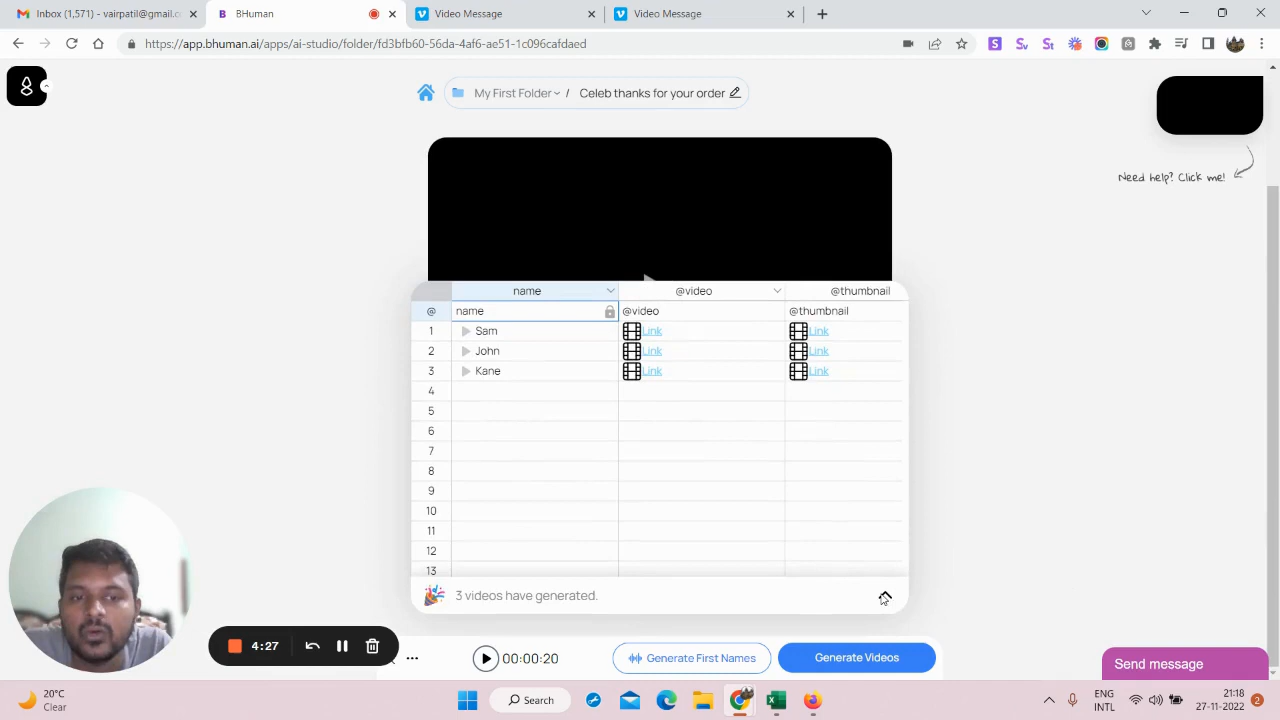 Inbox (1,571) - vairpatil@gmail.c
BHuman
Video Message
Video Message
https://app.bhuman.ai/apps/ai-studio/folder/fd3bfb60-56da-4af6-ae51-1c096cafdaed
My First Folder / Celeb thanks for your order
Need help? Click me!
name @video @thumbnail
@ name @video @thumbnail
1 Sam Link Link
2 John Link Link
3 Kane Link Link
4
5
6
7
8
9
10
11
12
13
3 videos have generated.
4:27
00:00:20
Generate First Names
Generate Videos
Send message
20°C
Clear
Search
ENG
INTL
21:18
27-11-2022
2